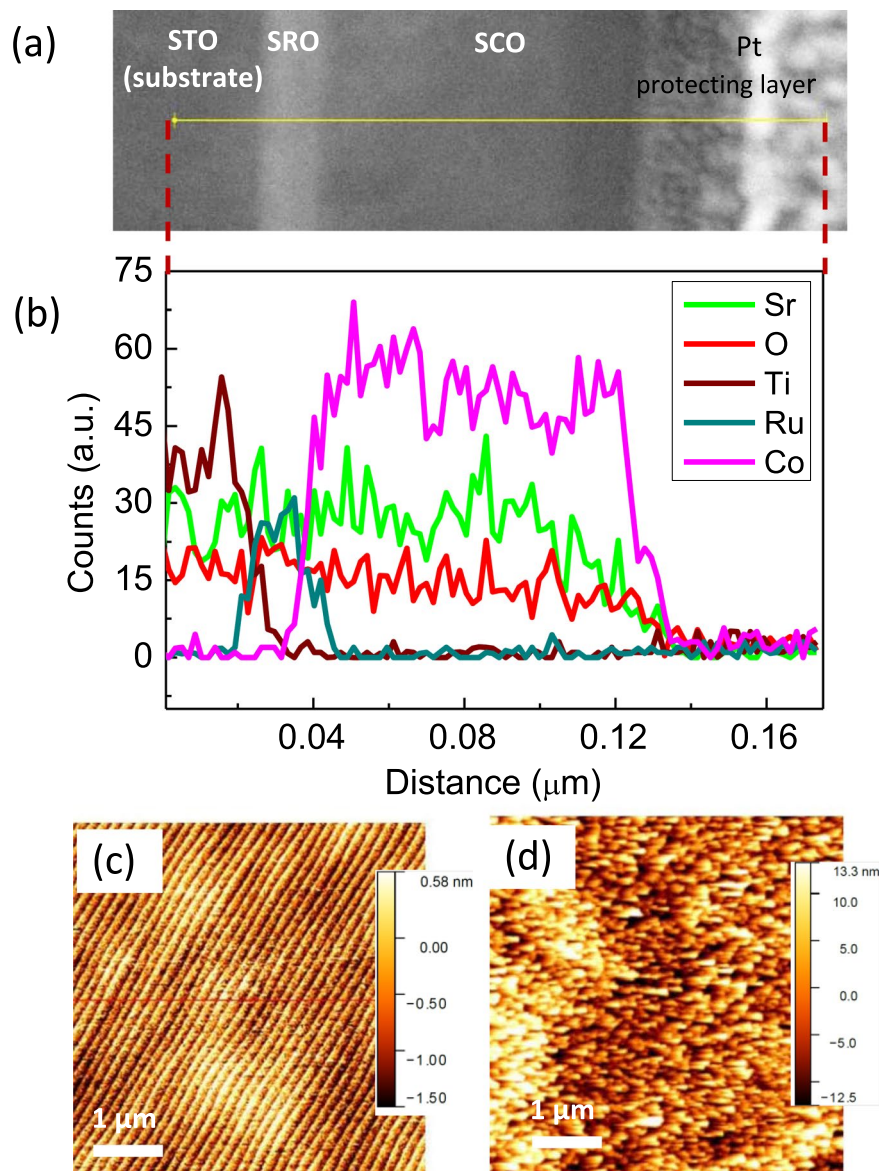 (a)
STO
(substrate)
SRO
SCO
Pt
protecting layer
(b)
75
60
45
30
15
0
Counts (a.u.)
Sr
O
Ti
Ru
Co
0.04
0.08
0.12
0.16
Distance (μm)
(c)
0.58 nm
0.00
−0.50
−1.00
−1.50
1 μm
(d)
13.3 nm
10.0
5.0
0.0
−5.0
−12.5
1 μm